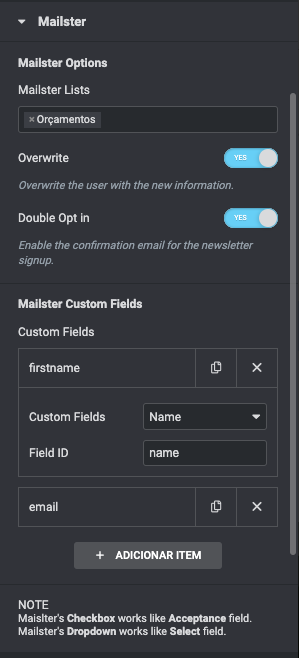 Mailster
Mailster Options
Mailster Lists
× Orçamentos
Overwrite
YES
Overwrite the user with the new information.
Double Opt in
YES
Enable the confirmation email for the newsletter
signup.
Mailster Custom Fields
Custom Fields
firstname
Custom Fields
Name
Field ID
name
email
+ ADICIONAR ITEM
NOTE
Maislter's Checkbox works like Acceptance field.
Mailster's Dropdown works like Select field.